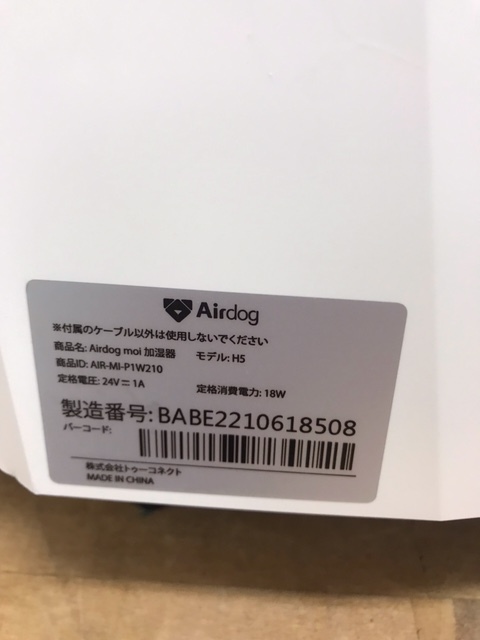 Airdog
※付属のケーブル以外は使用しないでください
商品名: Airdog moi 加湿器 モデル: H5
商品ID: AIR-MI-P1W210
定格電圧: 24V⎓1A 定格消費電力: 18W
製造番号: BABE2210618508
バーコード:
株式会社トゥーコネクト
MADE IN CHINA